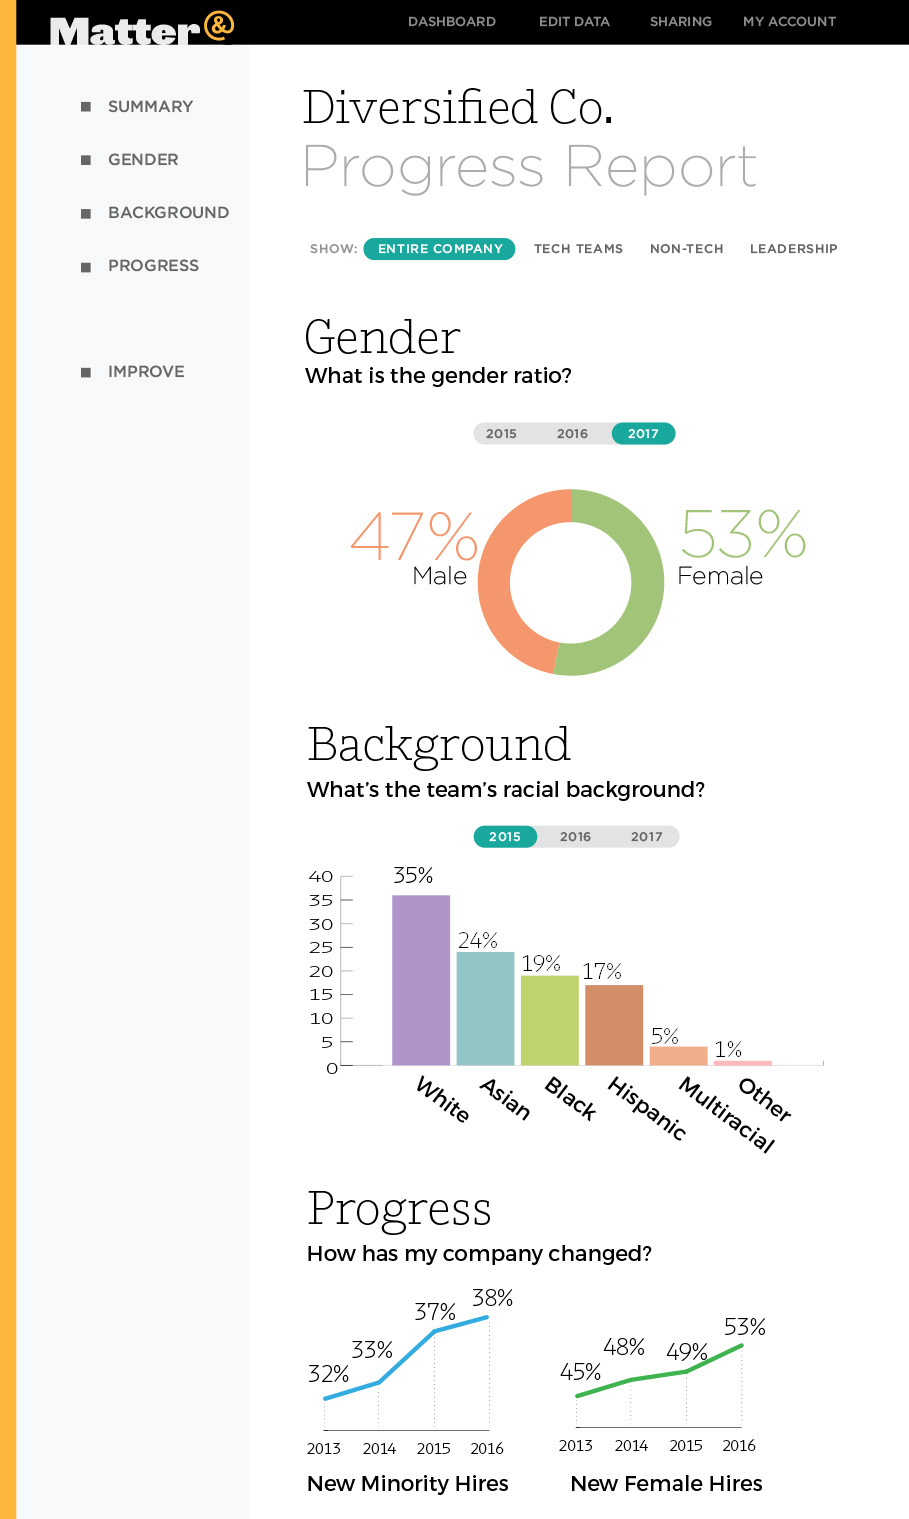 Matter&
DASHBOARD EDIT DATA SHARING MY ACCOUNT
SUMMARY
GENDER
BACKGROUND
PROGRESS
IMPROVE
Diversified Co.
Progress Report
SHOW: ENTIRE COMPANY TECH TEAMS NON-TECH LEADERSHIP
Gender
What is the gender ratio?
2015 2016 2017
47% 53%
Male Female
Background
What’s the team’s racial background?
2015 2016 2017
40
35
30
25
20
15
10
5
0
35%
24%
19%
17%
5%
1%
White
Asian
Black
Hispanic
Multiracial
Other
Progress
How has my company changed?
32% 33% 37% 38%
2013 2014 2015 2016
New Minority Hires
45% 48% 49% 53%
2013 2014 2015 2016
New Female Hires